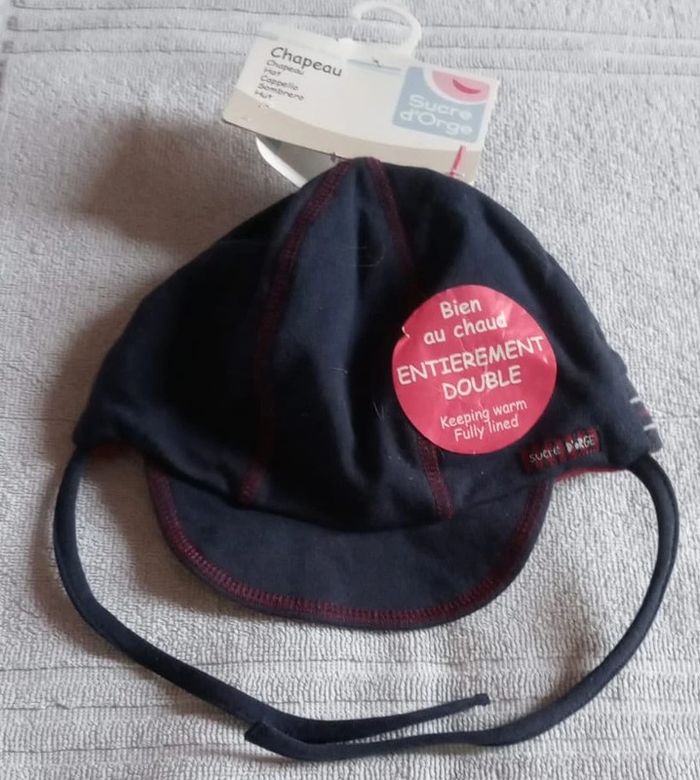 Chapeau
Chapeau
Hat
Cappello
Sombrero
Hut
Sucre
d'Orge
Bien
au chaud
ENTIEREMENT
DOUBLE
Keeping warm
Fully lined
SUCRE D'ORGE